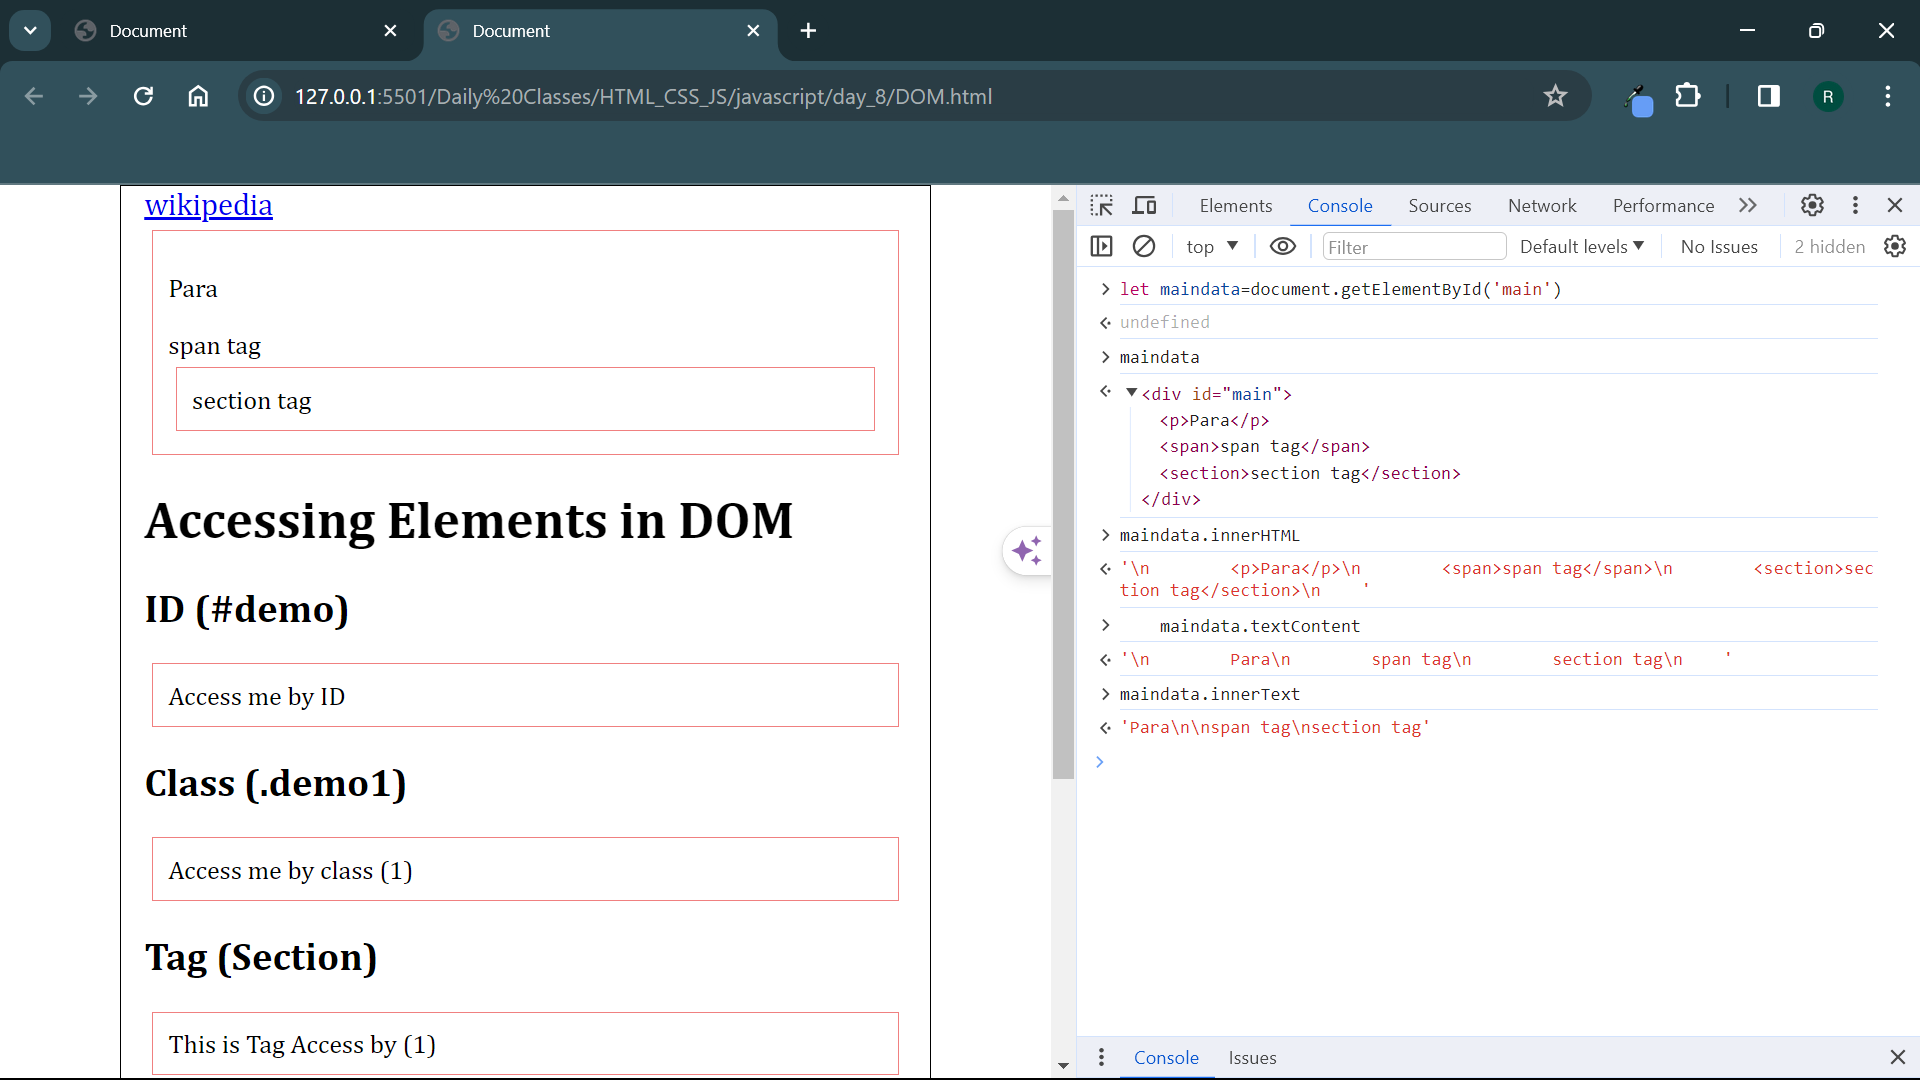 Document
Document
127.0.0.1:5501/Daily%20Classes/HTML_CSS_JS/javascript/day_8/DOM.html
R
wikipedia
Para
span tag
section tag
Accessing Elements in DOM
ID (#demo)
Access me by ID
Class (.demo1)
Access me by class (1)
Tag (Section)
This is Tag Access by (1)
Elements Console Sources Network Performance
top Filter Default levels No Issues 2 hidden
let maindata=document.getElementById('main')
undefined
maindata
<div id="main">
<p>Para</p>
<span>span tag</span>
<section>section tag</section>
</div>
maindata.innerHTML
'\n        <p>Para</p>\n        <span>span tag</span>\n        <section>sec
tion tag</section>\n    '
maindata.textContent
'\n        Para\n        span tag\n        section tag\n    '
maindata.innerText
'Para\n\nspan tag\nsection tag'
Console Issues